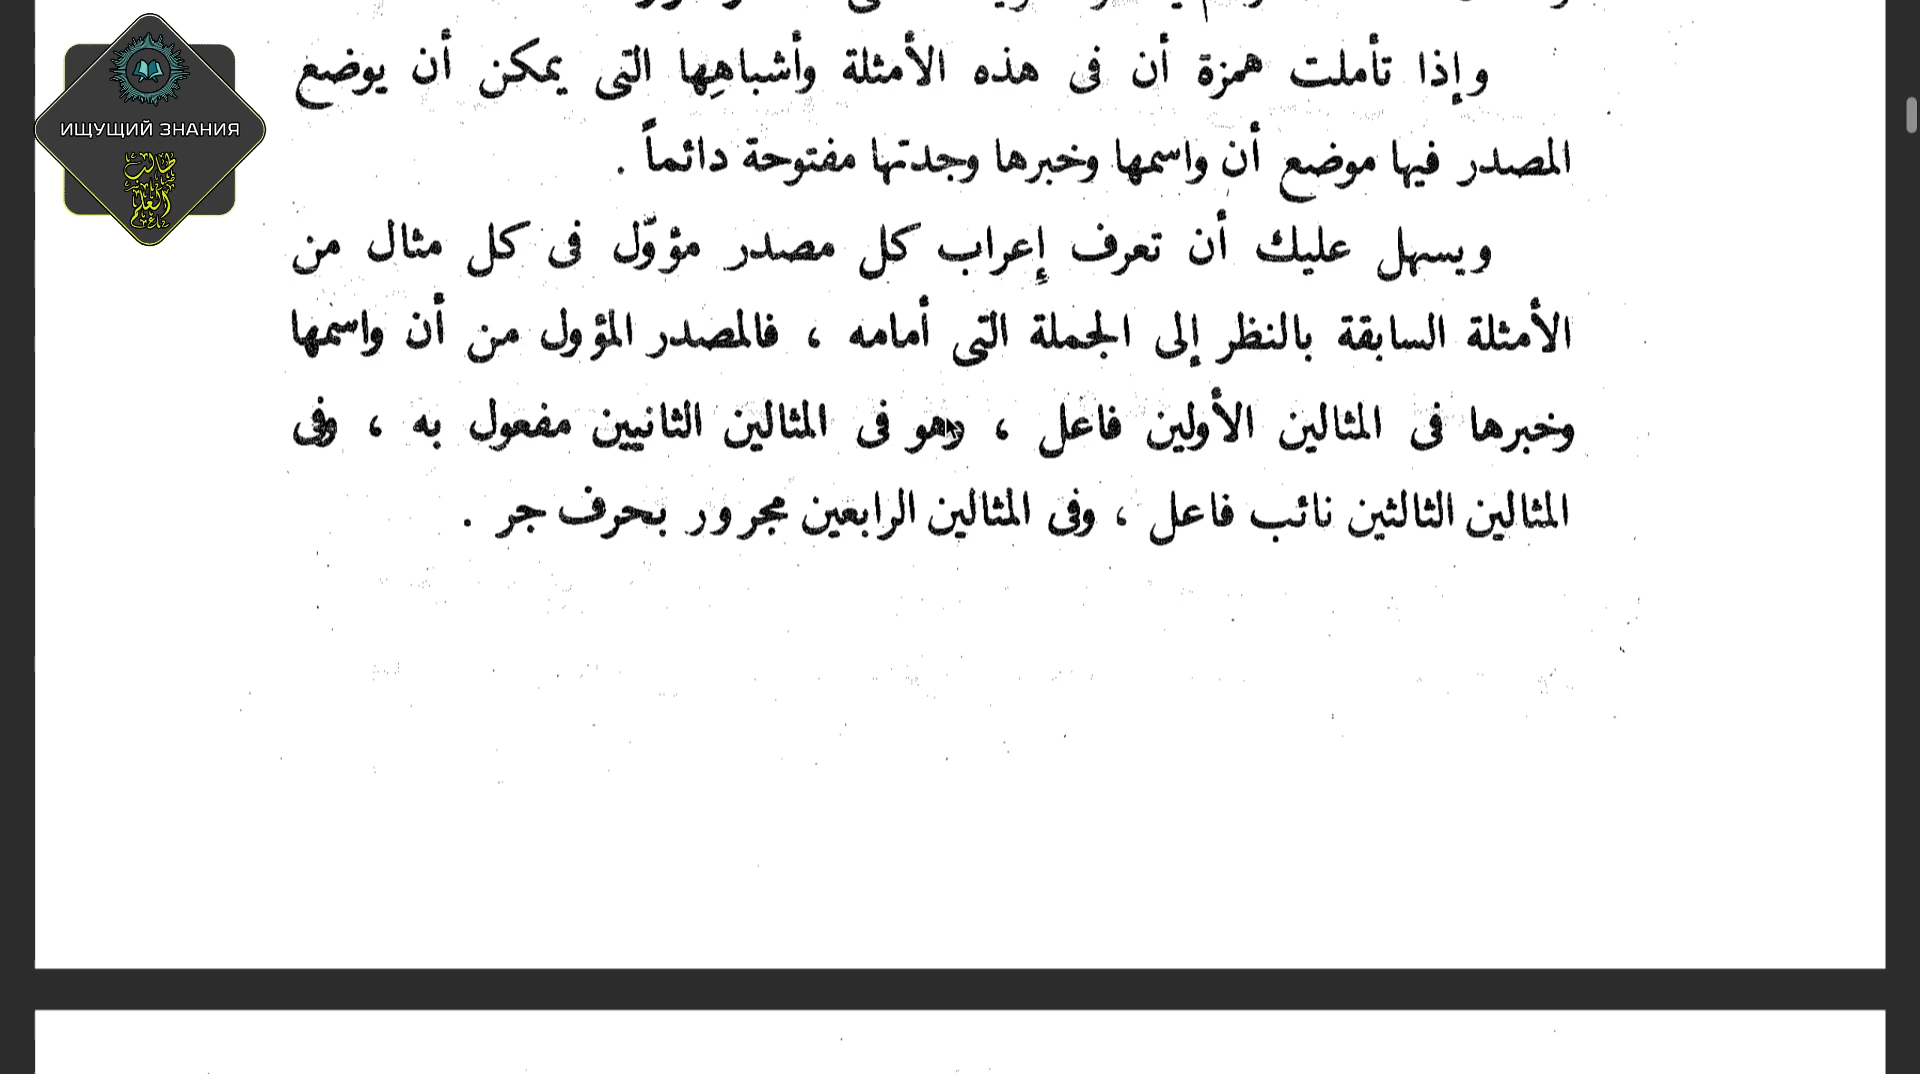 ИЩУЩИЙ ЗНАНИЯ
طالب العلم
وإذا تأملت همزة أن فى هذه الأمثلة وأشباهِها التى يمكن أن يوضع
المصدر فيها موضع أن واسمها وخبرها وجدتها مفتوحة دائماً .
ويسهل عليك أن تعرف إِعراب كل مصدر مؤوّل فى كل مثال من
الأمثلة السابقة بالنظر إلى الجملة التى أمامه ، فالمصدر المؤول من أن واسمها
وخبرها فى المثالين الأولين فاعل ، وهو فى المثالين الثانيين مفعول به ، وفى
المثالين الثالثين نائب فاعل ، وفى المثالين الرابعين مجرور بحرف جر .